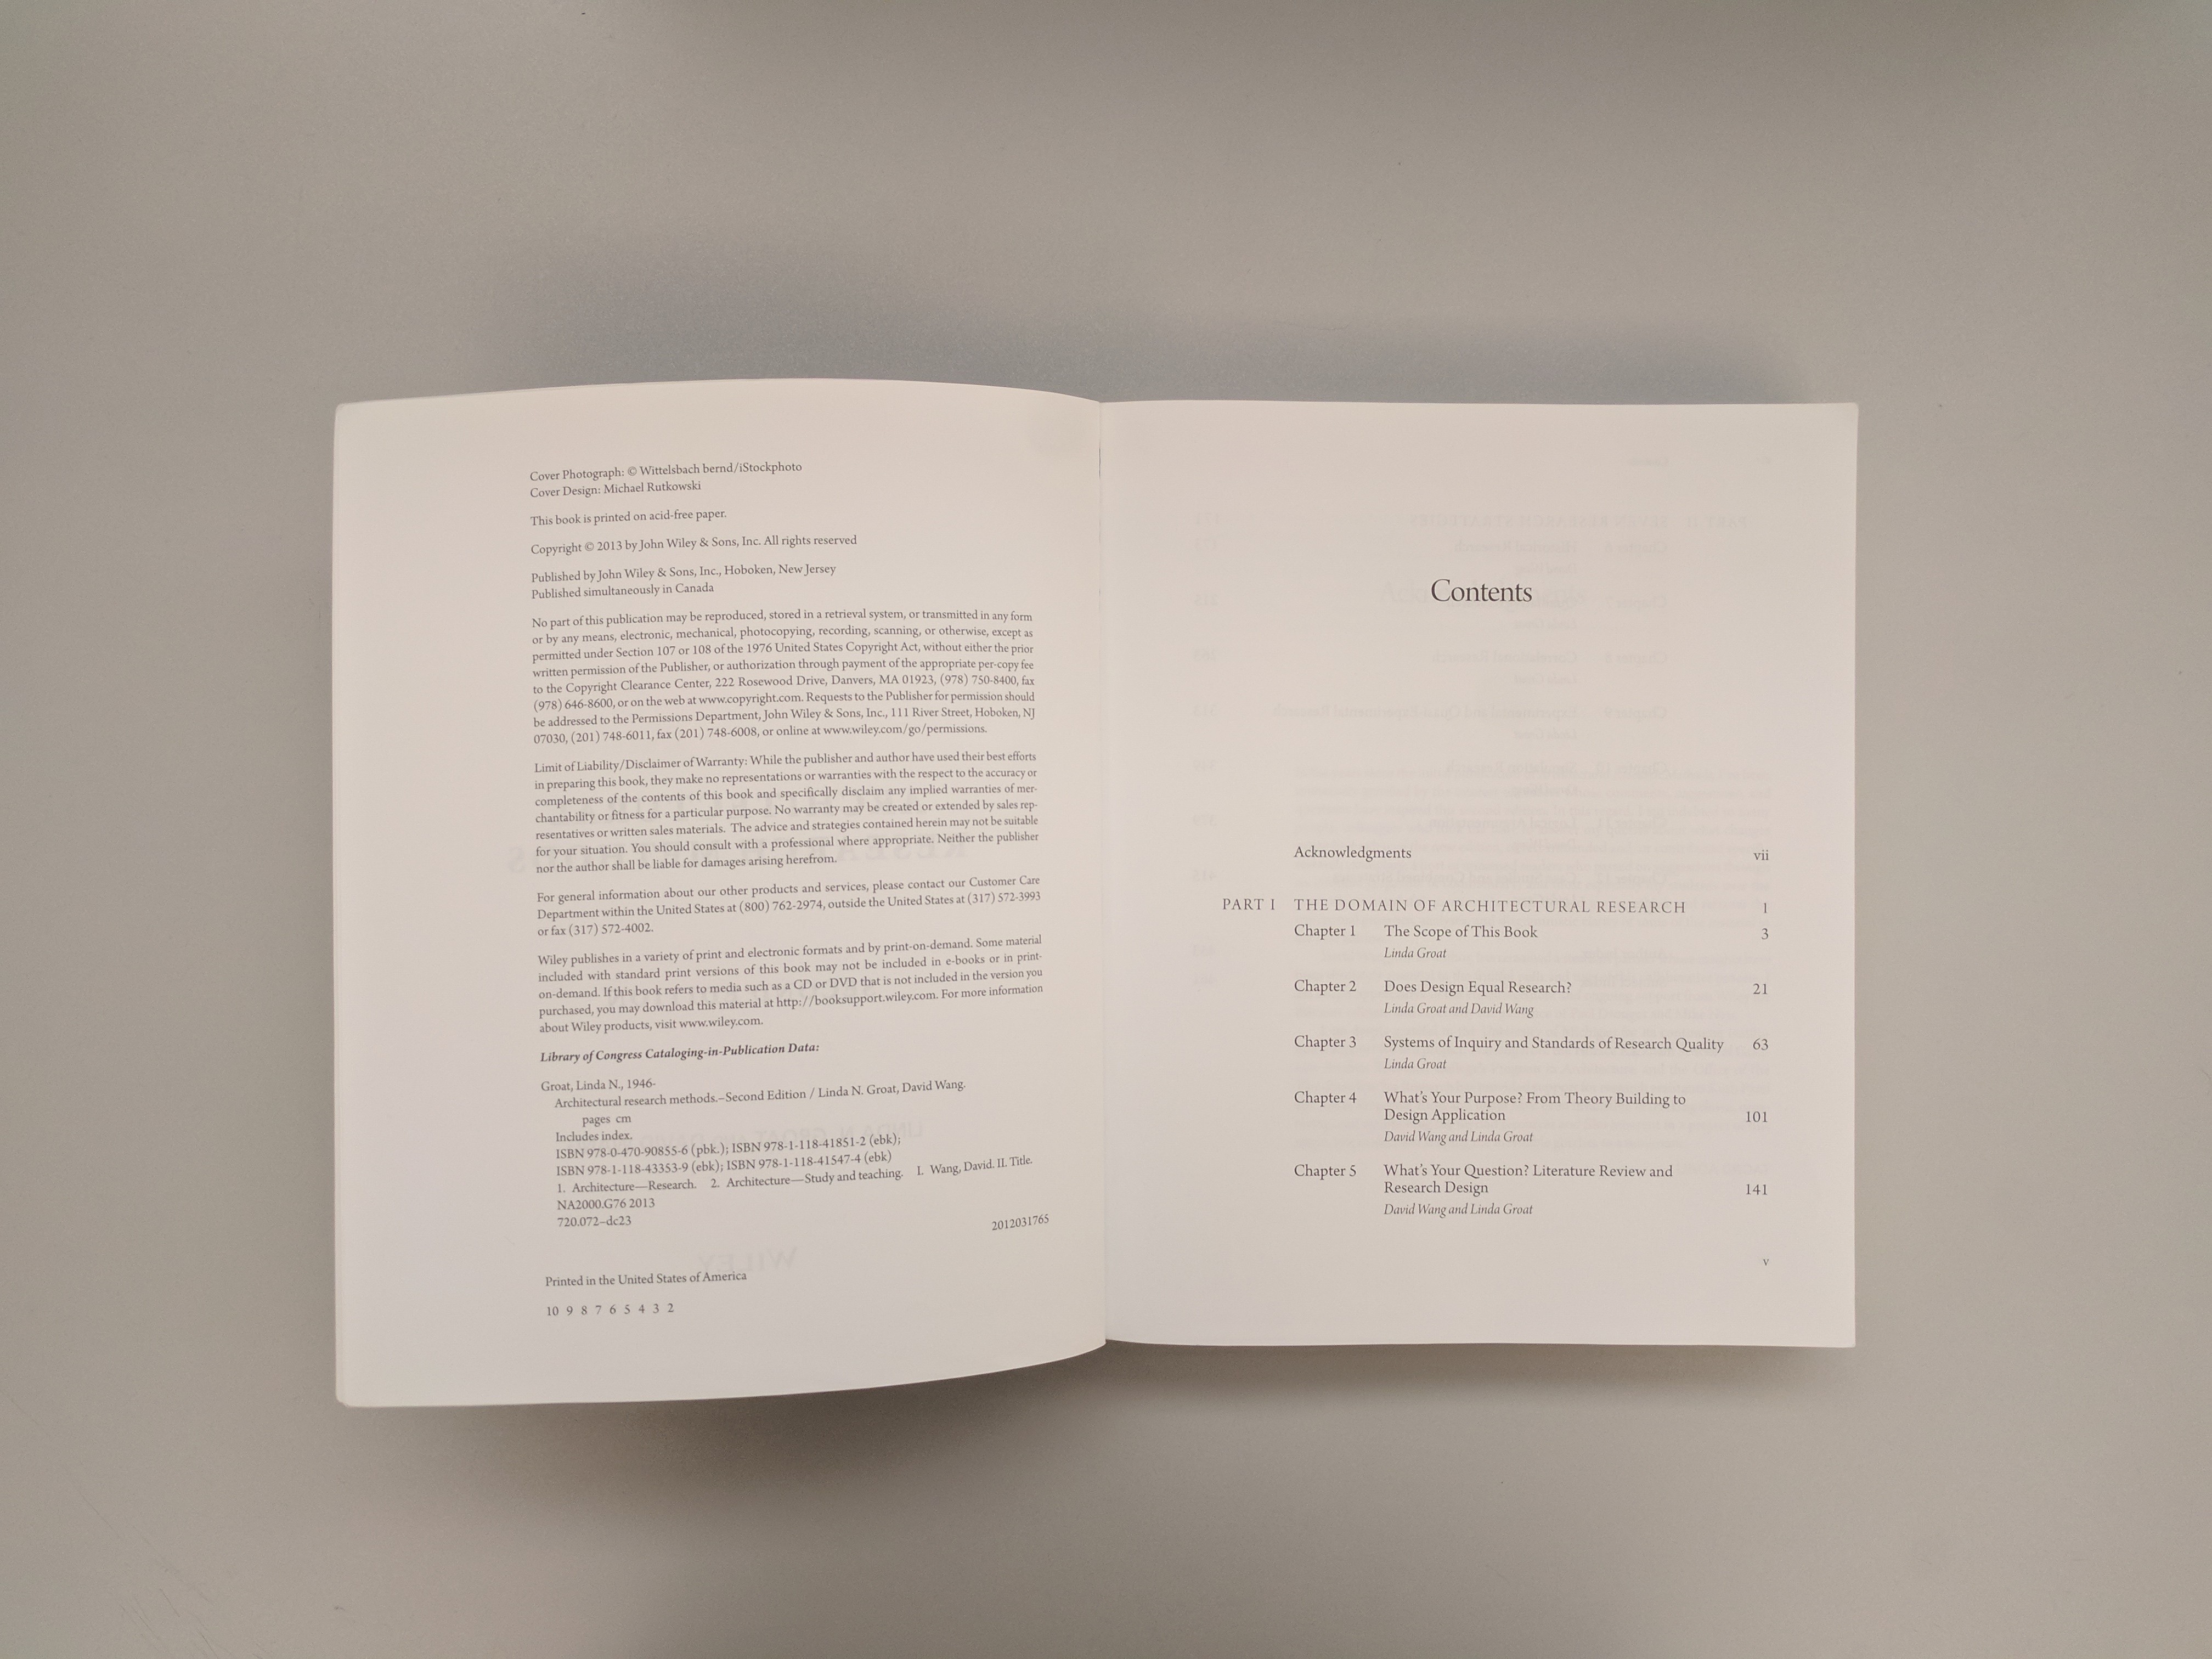 Cover Photograph: © Wittelsbach bernd/iStockphoto
Cover Design: Michael Rutkowski
This book is printed on acid-free paper.
Copyright © 2013 by John Wiley & Sons, Inc. All rights reserved
Published by John Wiley & Sons, Inc., Hoboken, New Jersey
Published simultaneously in Canada
No part of this publication may be reproduced, stored in a retrieval system, or transmitted in any form
or by any means, electronic, mechanical, photocopying, recording, scanning, or otherwise, except as
permitted under Section 107 or 108 of the 1976 United States Copyright Act, without either the prior
written permission of the Publisher, or authorization through payment of the appropriate per-copy fee
to the Copyright Clearance Center, 222 Rosewood Drive, Danvers, MA 01923, (978) 750-8400, fax
(978) 646-8600, or on the web at www.copyright.com. Requests to the Publisher for permission should
be addressed to the Permissions Department, John Wiley & Sons, Inc., 111 River Street, Hoboken, NJ
07030, (201) 748-6011, fax (201) 748-6008, or online at www.wiley.com/go/permissions.
Limit of Liability/Disclaimer of Warranty: While the publisher and author have used their best efforts
in preparing this book, they make no representations or warranties with the respect to the accuracy or
completeness of the contents of this book and specifically disclaim any implied warranties of mer-
chantability or fitness for a particular purpose. No warranty may be created or extended by sales rep-
resentatives or written sales materials. The advice and strategies contained herein may not be suitable
for your situation. You should consult with a professional where appropriate. Neither the publisher
nor the author shall be liable for damages arising herefrom.
For general information about our other products and services, please contact our Customer Care
Department within the United States at (800) 762-2974, outside the United States at (317) 572-3993
or fax (317) 572-4002.
Wiley publishes in a variety of print and electronic formats and by print-on-demand. Some material
included with standard print versions of this book may not be included in e-books or in print-
on-demand. If this book refers to media such as a CD or DVD that is not included in the version you
purchased, you may download this material at http://booksupport.wiley.com. For more information
about Wiley products, visit www.wiley.com.
Library of Congress Cataloging-in-Publication Data:
Groat, Linda N., 1946-
Architectural research methods.–Second Edition / Linda N. Groat, David Wang.
pages cm
Includes index.
ISBN 978-0-470-90855-6 (pbk.); ISBN 978-1-118-41851-2 (ebk);
ISBN 978-1-118-43353-9 (ebk); ISBN 978-1-118-41547-4 (ebk)
1. Architecture—Research. 2. Architecture—Study and teaching. I. Wang, David. II. Title.
NA2000.G76 2013
720.072–dc23
2012031765
Printed in the United States of America
10 9 8 7 6 5 4 3 2
Contents
Acknowledgments vii
PART I THE DOMAIN OF ARCHITECTURAL RESEARCH 1
Chapter 1 The Scope of This Book 3
Linda Groat
Chapter 2 Does Design Equal Research? 21
Linda Groat and David Wang
Chapter 3 Systems of Inquiry and Standards of Research Quality 63
Linda Groat
Chapter 4 What's Your Purpose? From Theory Building to
Design Application 101
David Wang and Linda Groat
Chapter 5 What's Your Question? Literature Review and
Research Design 141
David Wang and Linda Groat
v